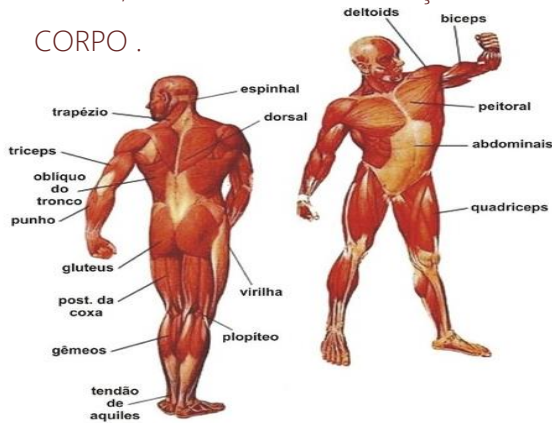 CORPO .
deltoids
biceps
espinhal
trapézio
dorsal
peitoral
triceps
abdominais
oblíquo
do
tronco
punho
quadriceps
gluteus
virilha
post. da
coxa
plopíteo
gêmeos
tendão
de
aquiles